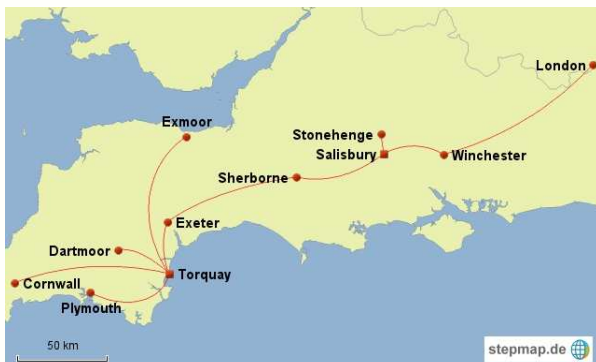 London
Exmoor
Stonehenge
Salisbury
Winchester
Sherborne
Exeter
Dartmoor
Torquay
Cornwall
Plymouth
50 km
stepmap.de